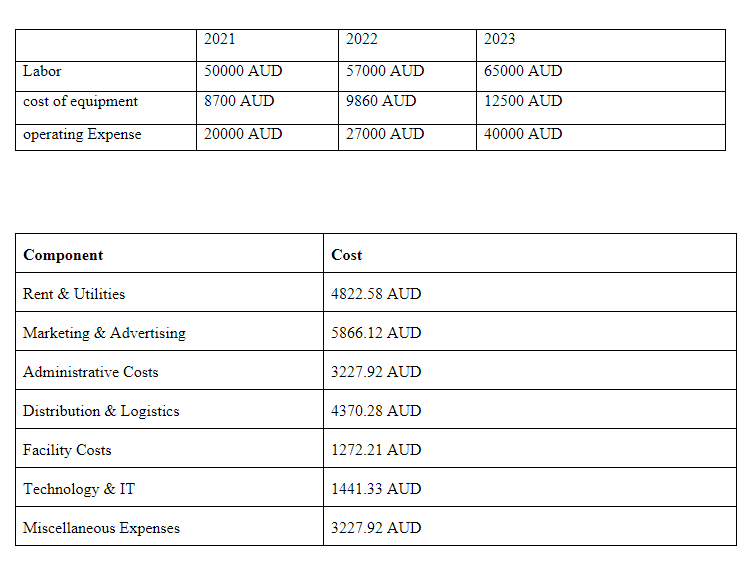 2021 2022 2023
Labor 50000 AUD 57000 AUD 65000 AUD
cost of equipment 8700 AUD 9860 AUD 12500 AUD
operating Expense 20000 AUD 27000 AUD 40000 AUD
Component Cost
Rent & Utilities 4822.58 AUD
Marketing & Advertising 5866.12 AUD
Administrative Costs 3227.92 AUD
Distribution & Logistics 4370.28 AUD
Facility Costs 1272.21 AUD
Technology & IT 1441.33 AUD
Miscellaneous Expenses 3227.92 AUD